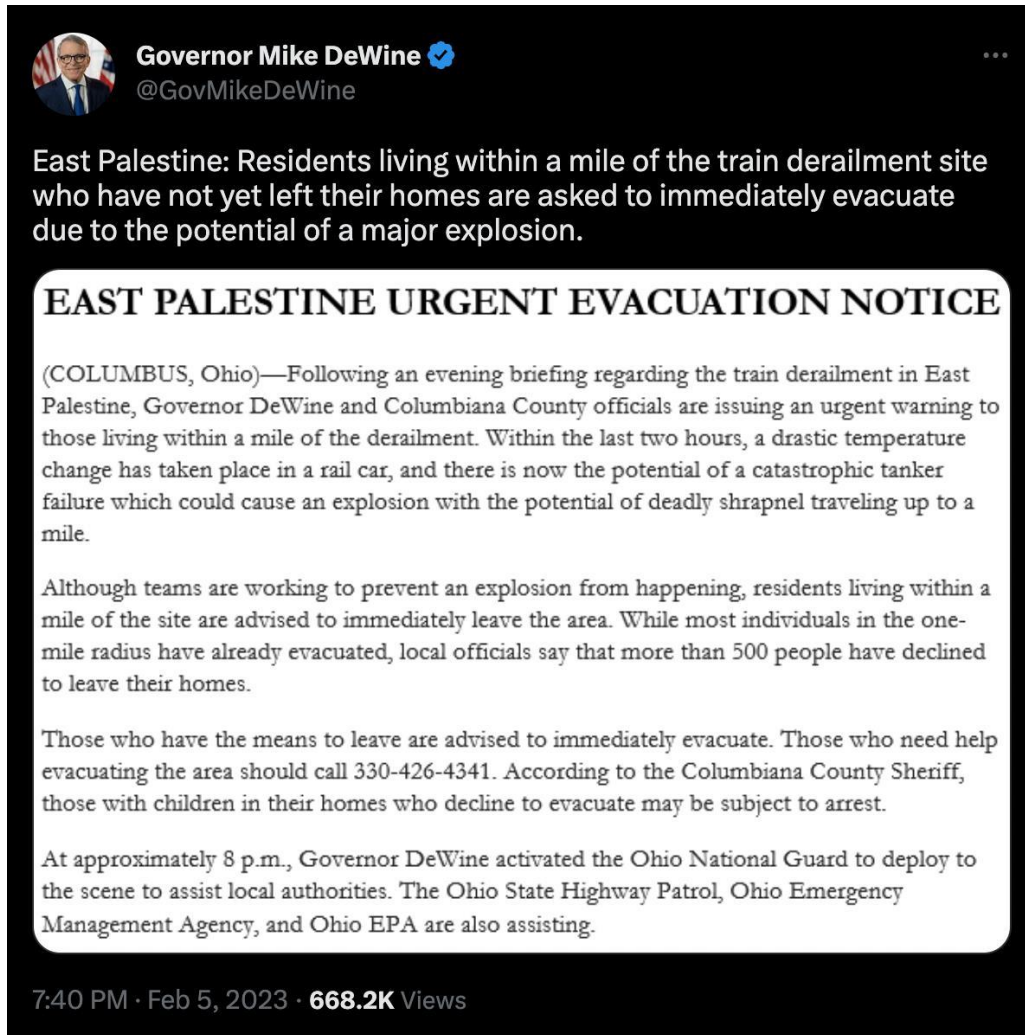 Governor Mike DeWine
@GovMikeDeWine
East Palestine: Residents living within a mile of the train derailment site
who have not yet left their homes are asked to immediately evacuate
due to the potential of a major explosion.
EAST PALESTINE URGENT EVACUATION NOTICE
(COLUMBUS, Ohio)—Following an evening briefing regarding the train derailment in East
Palestine, Governor DeWine and Columbiana County officials are issuing an urgent warning to
those living within a mile of the derailment. Within the last two hours, a drastic temperature
change has taken place in a rail car, and there is now the potential of a catastrophic tanker
failure which could cause an explosion with the potential of deadly shrapnel traveling up to a
mile.
Although teams are working to prevent an explosion from happening, residents living within a
mile of the site are advised to immediately leave the area. While most individuals in the one-
mile radius have already evacuated, local officials say that more than 500 people have declined
to leave their homes.
Those who have the means to leave are advised to immediately evacuate. Those who need help
evacuating the area should call 330-426-4341. According to the Columbiana County Sheriff,
those with children in their homes who decline to evacuate may be subject to arrest.
At approximately 8 p.m., Governor DeWine activated the Ohio National Guard to deploy to
the scene to assist local authorities. The Ohio State Highway Patrol, Ohio Emergency
Management Agency, and Ohio EPA are also assisting.
7:40 PM · Feb 5, 2023 · 668.2K Views